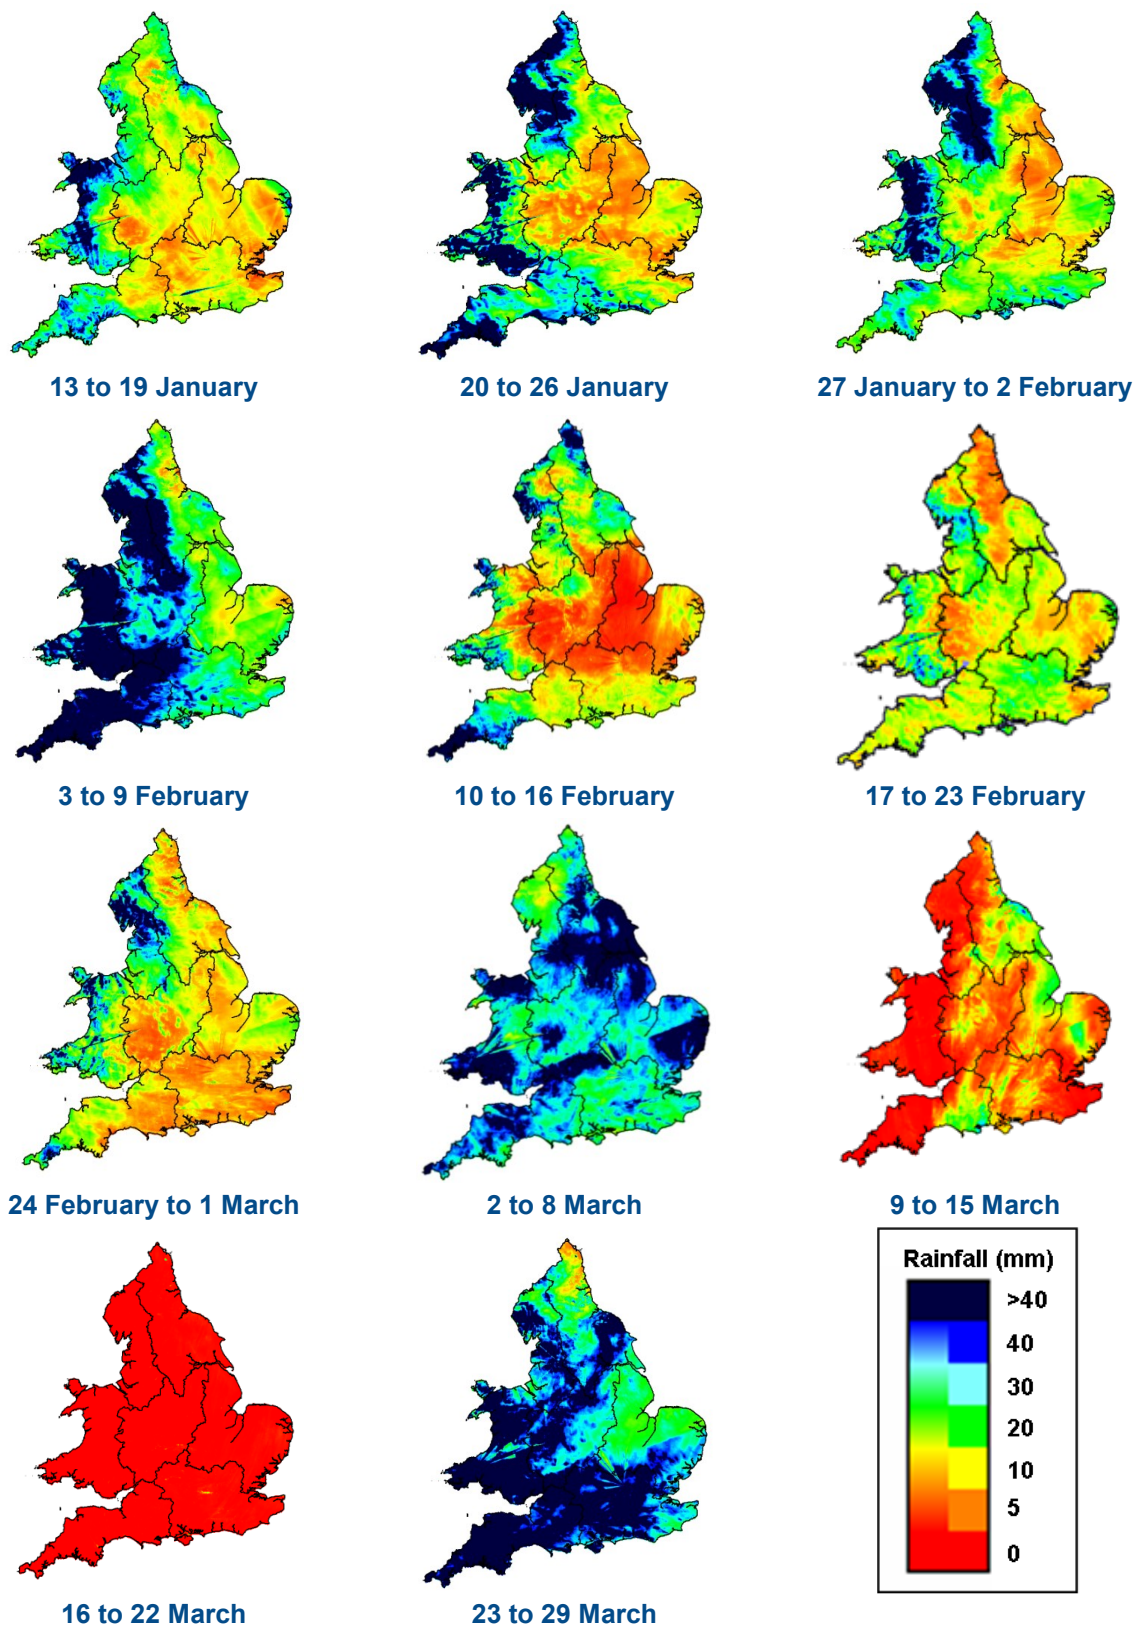 13 to 19 January
20 to 26 January
27 January to 2 February
3 to 9 February
10 to 16 February
17 to 23 February
24 February to 1 March
2 to 8 March
9 to 15 March
16 to 22 March
23 to 29 March
Rainfall (mm)
>40
40
30
20
10
5
0